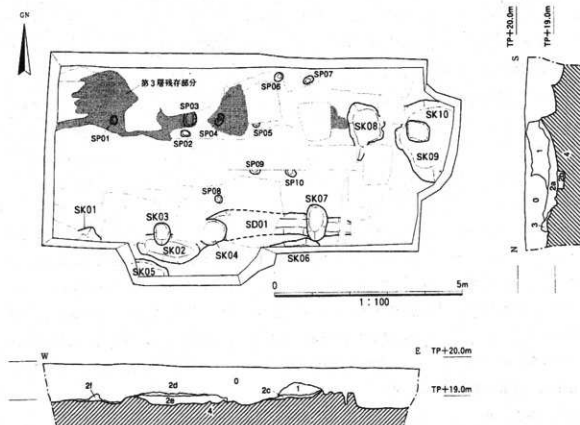 GN
第3層残存部分
SP01
SP02
SP03
SP04
SP05
SP06
SP07
SK08
SK10
SK09
SP09
SP10
SP08
SK07
SK01
SK03
SD01
SK02
SK04
SK06
SK05
0 5m
1:100
TP+20.0m
TP+19.0m
S
1
4
2a
0
3
N
W
E TP+20.0m
2f
2d
0
2c
1
TP+19.0m
2e
4